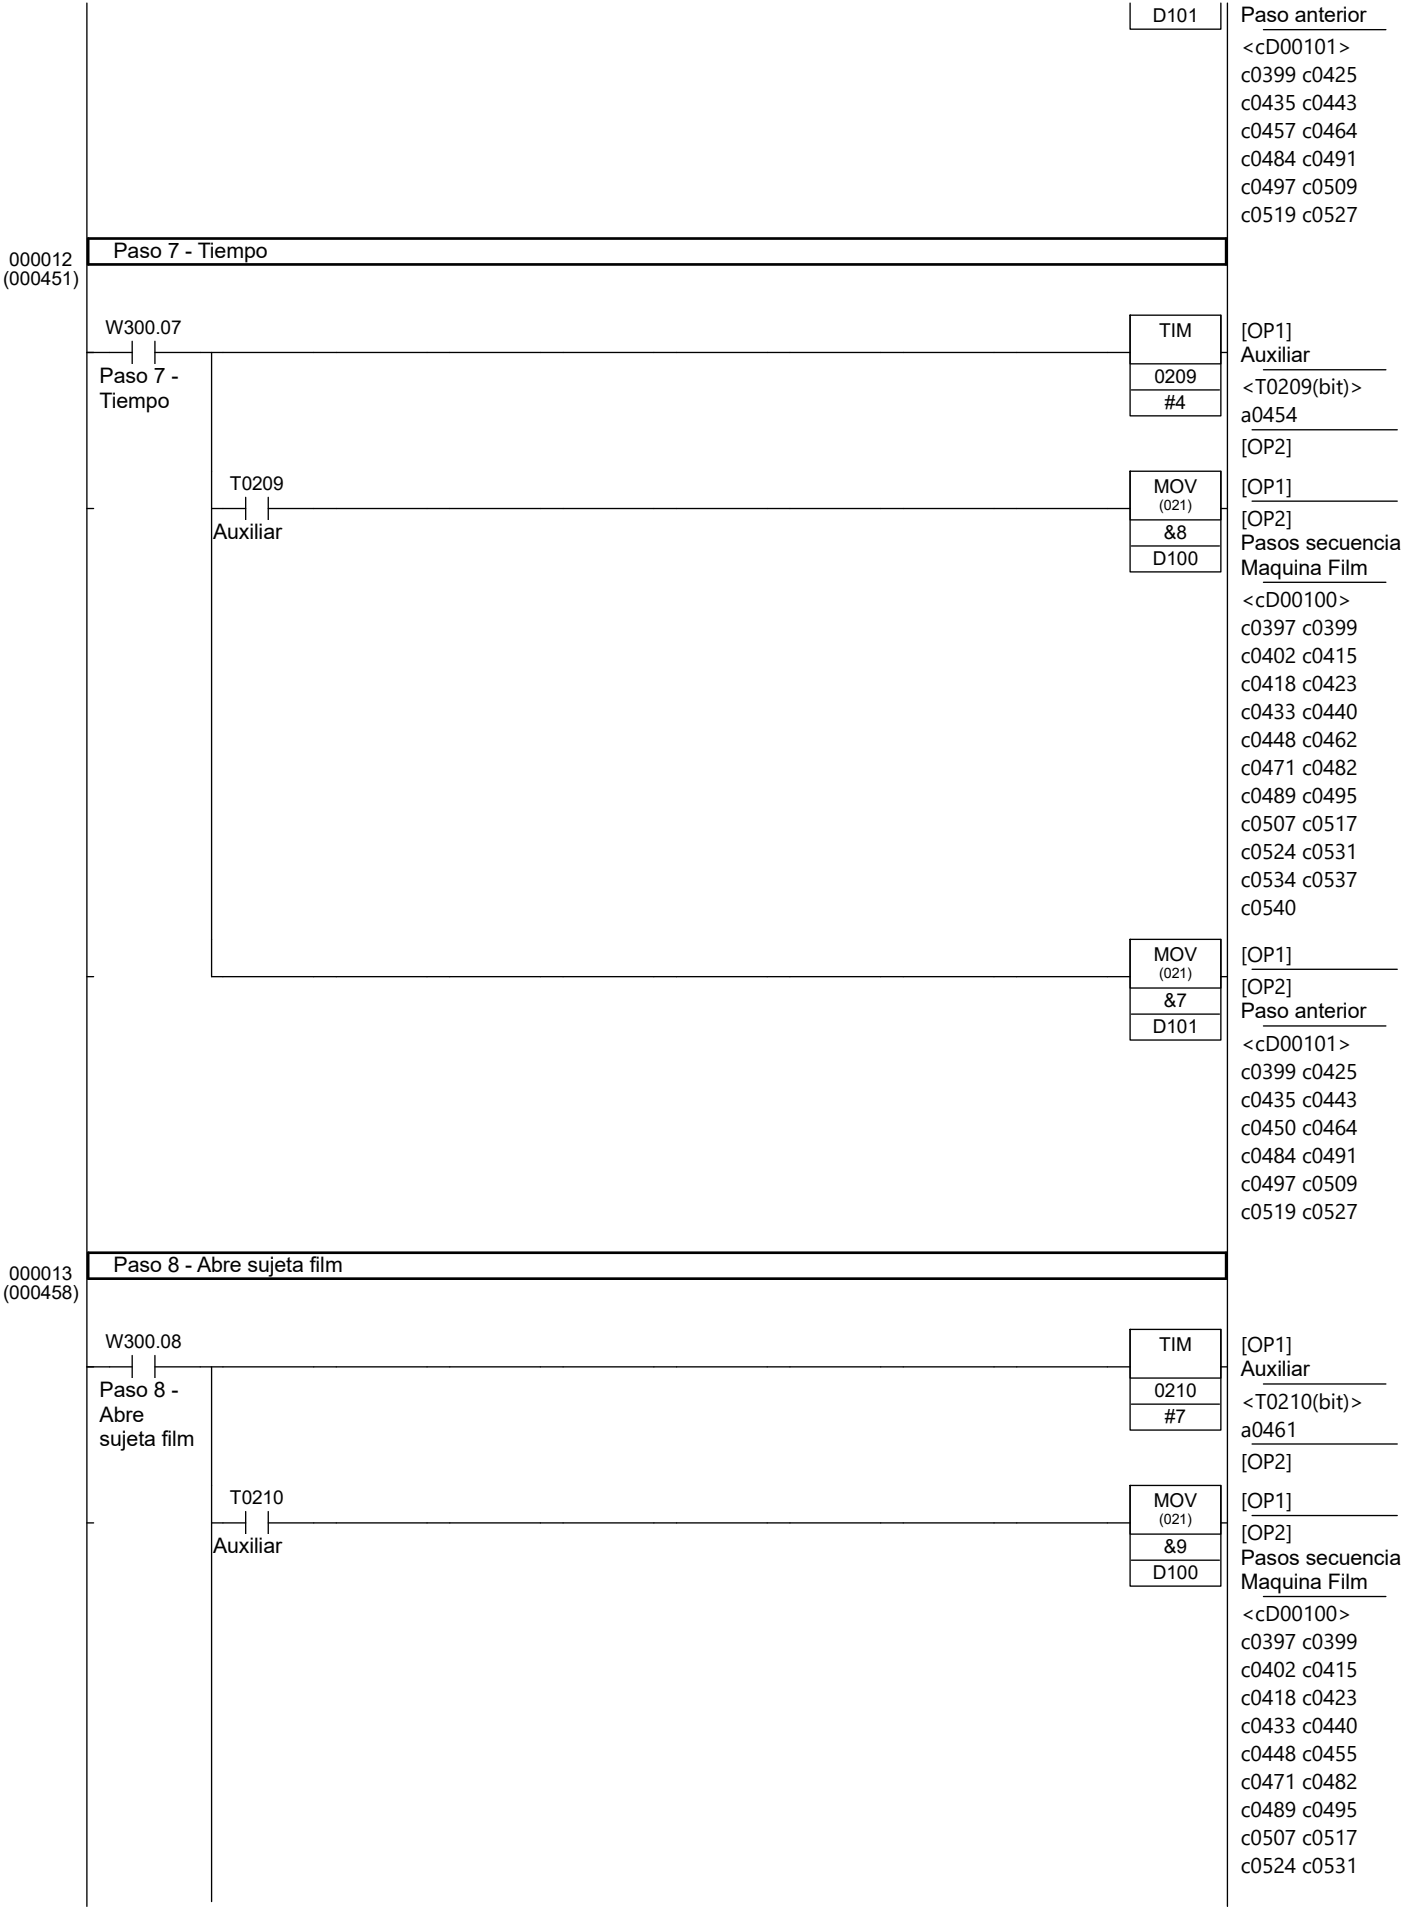 D101
Paso anterior
<cD00101>
c0399 c0425
c0435 c0443
c0457 c0464
c0484 c0491
c0497 c0509
c0519 c0527
000012
(000451)
Paso 7 - Tiempo
W300.07
Paso 7 -
Tiempo
TIM
0209
#4
[OP1]
Auxiliar
<T0209(bit)>
a0454
[OP2]
T0209
Auxiliar
MOV
(021)
&8
D100
[OP1]
[OP2]
Pasos secuencia
Maquina Film
<cD00100>
c0397 c0399
c0402 c0415
c0418 c0423
c0433 c0440
c0448 c0462
c0471 c0482
c0489 c0495
c0507 c0517
c0524 c0531
c0534 c0537
c0540
MOV
(021)
&7
D101
[OP1]
[OP2]
Paso anterior
<cD00101>
c0399 c0425
c0435 c0443
c0450 c0464
c0484 c0491
c0497 c0509
c0519 c0527
000013
(000458)
Paso 8 - Abre sujeta film
W300.08
Paso 8 -
Abre
sujeta film
TIM
0210
#7
[OP1]
Auxiliar
<T0210(bit)>
a0461
[OP2]
T0210
Auxiliar
MOV
(021)
&9
D100
[OP1]
[OP2]
Pasos secuencia
Maquina Film
<cD00100>
c0397 c0399
c0402 c0415
c0418 c0423
c0433 c0440
c0448 c0455
c0471 c0482
c0489 c0495
c0507 c0517
c0524 c0531